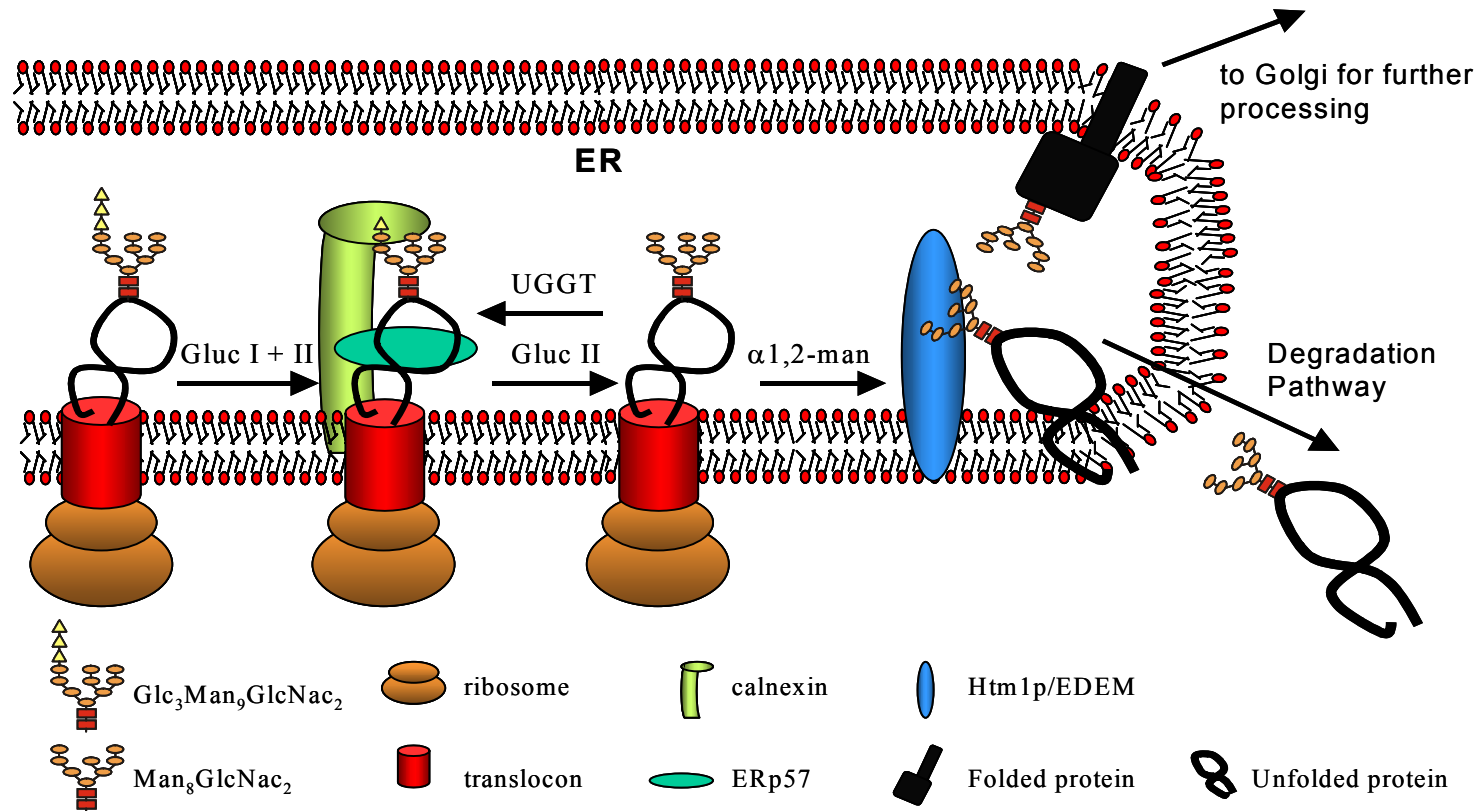 to Golgi for further
processing
ER
UGGT
Gluc I + II
Gluc II
α1,2-man
Degradation
Pathway
Glc₃Man₉GlcNac₂
ribosome
calnexin
Htm1p/EDEM
Man₈GlcNac₂
translocon
ERp57
Folded protein
Unfolded protein